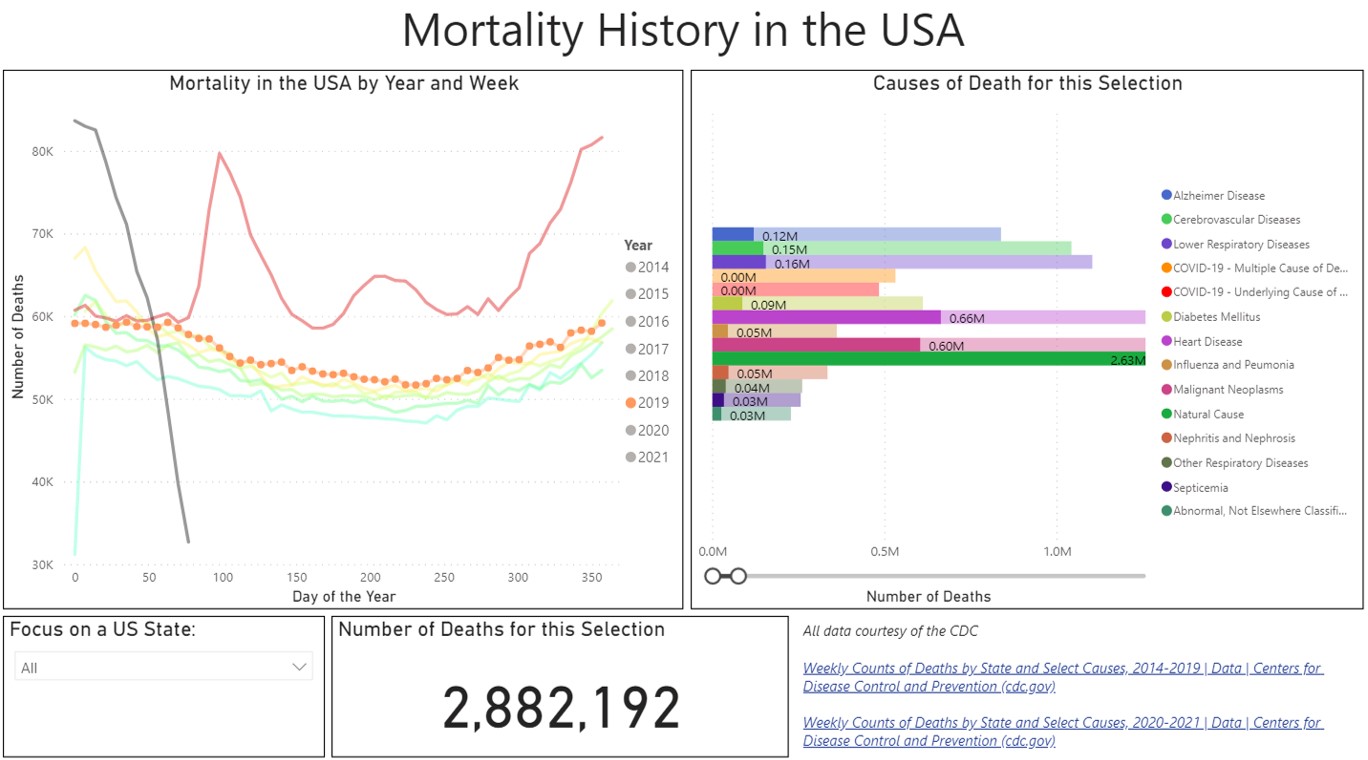 Mortality History in the USA
Mortality in the USA by Year and Week
Number of Deaths
80K
70K
60K
50K
40K
30K
0
50
100
150
200
250
300
350
Day of the Year
Year
2014
2015
2016
2017
2018
2019
2020
2021
Causes of Death for this Selection
0.12M
0.15M
0.16M
0.00M
0.00M
0.09M
0.66M
0.05M
0.60M
2.63M
0.05M
0.04M
0.03M
0.03M
0.0M
0.5M
1.0M
Number of Deaths
Alzheimer Disease
Cerebrovascular Diseases
Lower Respiratory Diseases
COVID-19 - Multiple Cause of De...
COVID-19 - Underlying Cause of ...
Diabetes Mellitus
Heart Disease
Influenza and Peumonia
Malignant Neoplasms
Natural Cause
Nephritis and Nephrosis
Other Respiratory Diseases
Septicemia
Abnormal, Not Elsewhere Classifi...
Focus on a US State:
All
Number of Deaths for this Selection
2,882,192
All data courtesy of the CDC
Weekly Counts of Deaths by State and Select Causes, 2014-2019 | Data | Centers for
Disease Control and Prevention (cdc.gov)
Weekly Counts of Deaths by State and Select Causes, 2020-2021 | Data | Centers for
Disease Control and Prevention (cdc.gov)